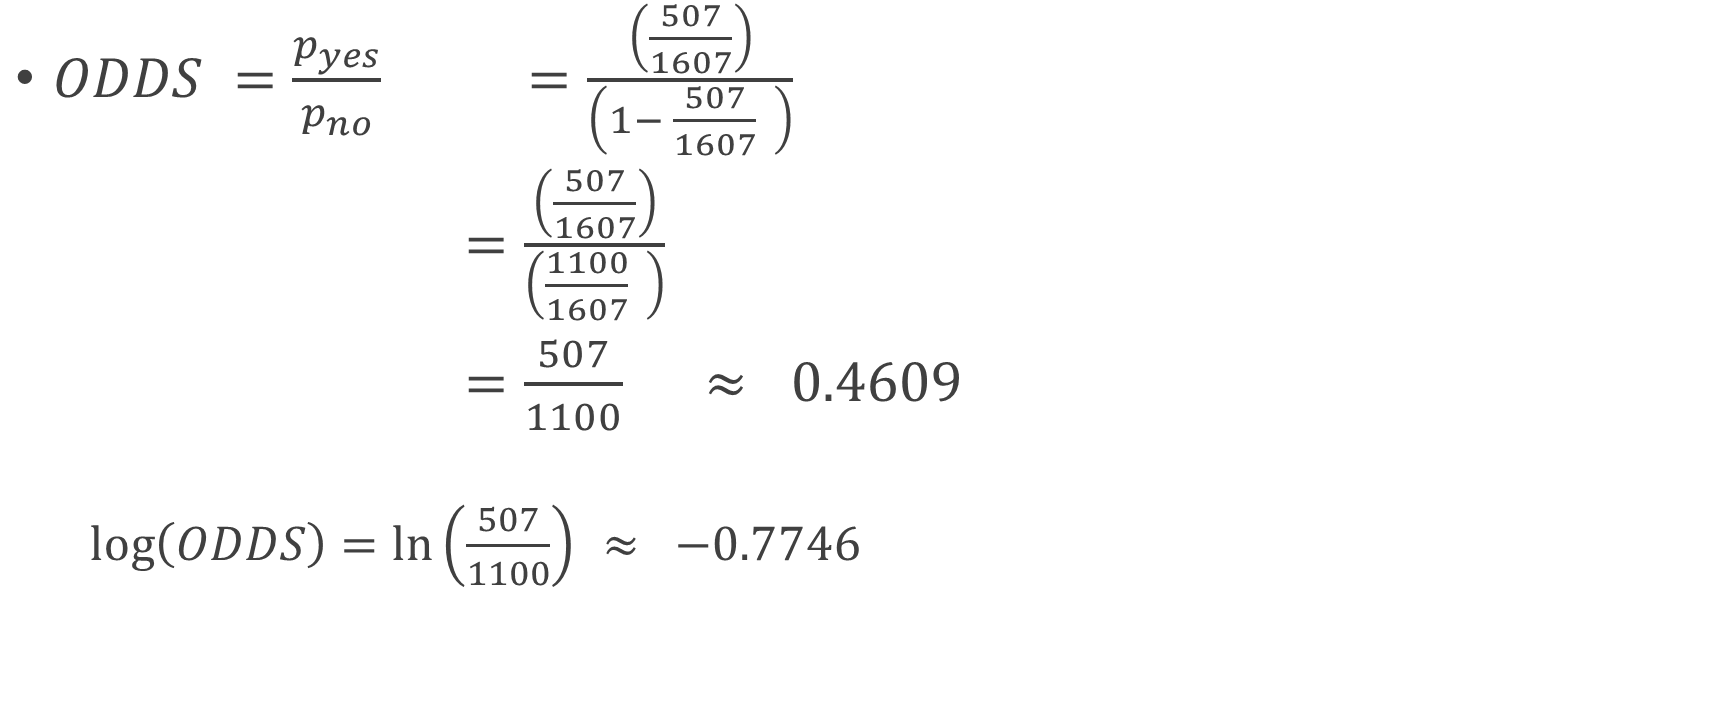 • ODDS = p_yes / p_no = (507/1607) / (1− 507/1607)
= (507/1607) / (1100/1607)
= 507/1100 ≈ 0.4609
log(ODDS) = ln(507/1100) ≈ −0.7746